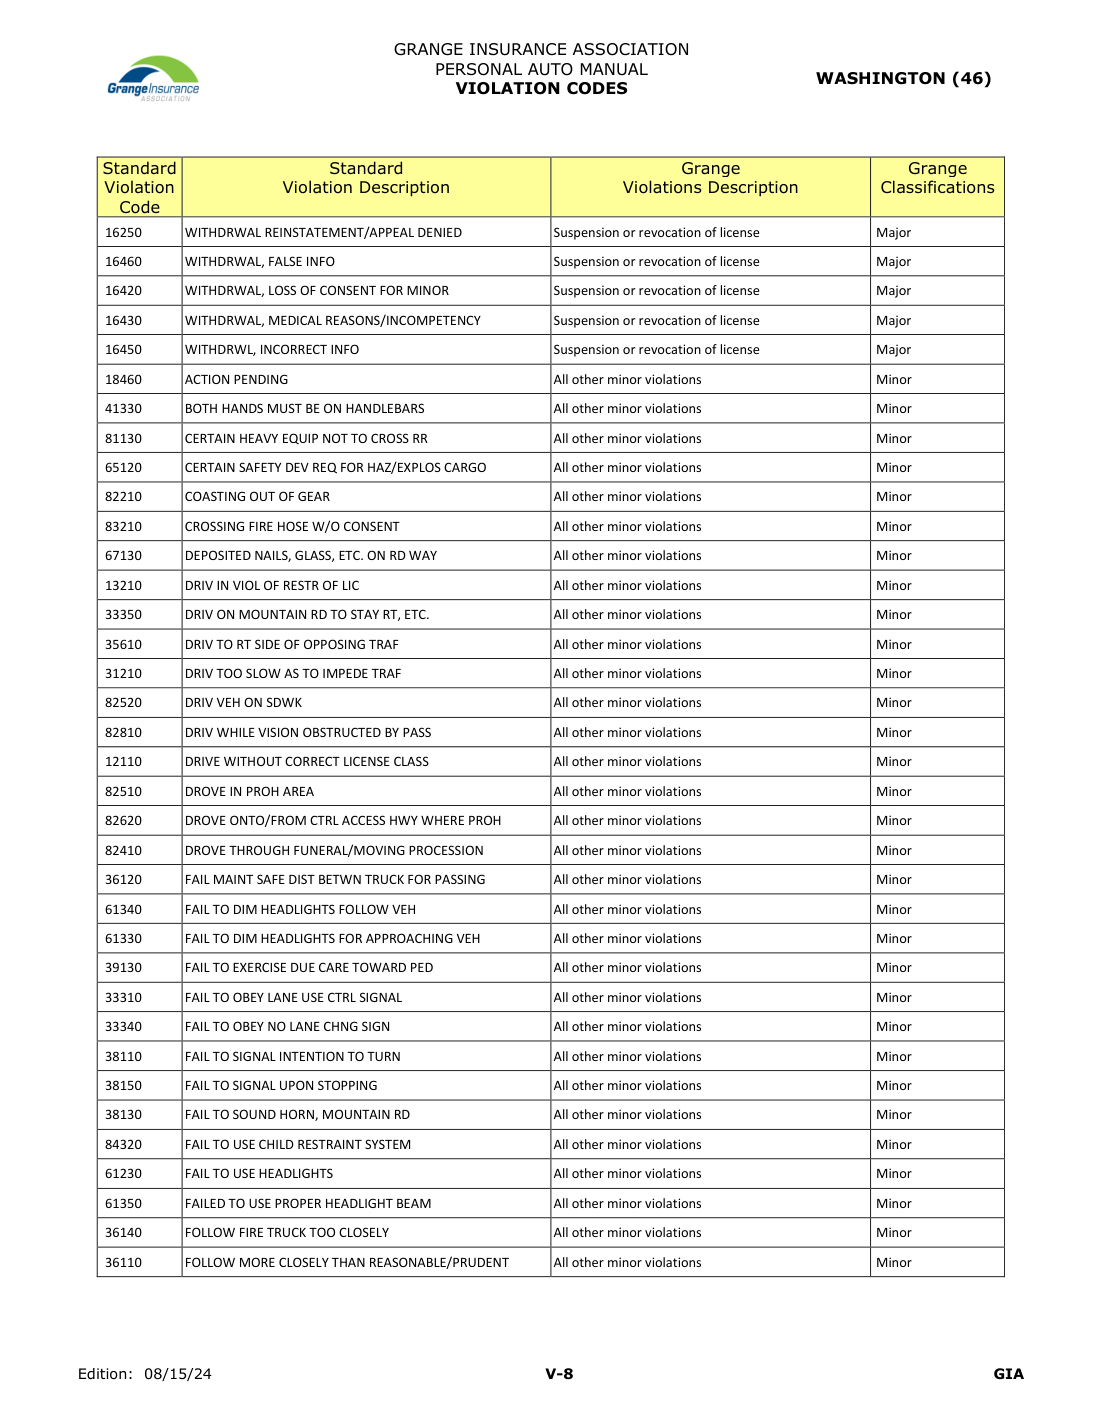 GrangeInsurance
ASSOCIATION
GRANGE INSURANCE ASSOCIATION
PERSONAL AUTO MANUAL
VIOLATION CODES
WASHINGTON (46)
Standard Violation Code Standard Violation Description Grange Violations Description Grange Classifications
16250 WITHDRWAL REINSTATEMENT/APPEAL DENIED Suspension or revocation of license Major
16460 WITHDRWAL, FALSE INFO Suspension or revocation of license Major
16420 WITHDRWAL, LOSS OF CONSENT FOR MINOR Suspension or revocation of license Major
16430 WITHDRWAL, MEDICAL REASONS/INCOMPETENCY Suspension or revocation of license Major
16450 WITHDRWL, INCORRECT INFO Suspension or revocation of license Major
18460 ACTION PENDING All other minor violations Minor
41330 BOTH HANDS MUST BE ON HANDLEBARS All other minor violations Minor
81130 CERTAIN HEAVY EQUIP NOT TO CROSS RR All other minor violations Minor
65120 CERTAIN SAFETY DEV REQ FOR HAZ/EXPLOS CARGO All other minor violations Minor
82210 COASTING OUT OF GEAR All other minor violations Minor
83210 CROSSING FIRE HOSE W/O CONSENT All other minor violations Minor
67130 DEPOSITED NAILS, GLASS, ETC. ON RD WAY All other minor violations Minor
13210 DRIV IN VIOL OF RESTR OF LIC All other minor violations Minor
33350 DRIV ON MOUNTAIN RD TO STAY RT, ETC. All other minor violations Minor
35610 DRIV TO RT SIDE OF OPPOSING TRAF All other minor violations Minor
31210 DRIV TOO SLOW AS TO IMPEDE TRAF All other minor violations Minor
82520 DRIV VEH ON SDWK All other minor violations Minor
82810 DRIV WHILE VISION OBSTRUCTED BY PASS All other minor violations Minor
12110 DRIVE WITHOUT CORRECT LICENSE CLASS All other minor violations Minor
82510 DROVE IN PROH AREA All other minor violations Minor
82620 DROVE ONTO/FROM CTRL ACCESS HWY WHERE PROH All other minor violations Minor
82410 DROVE THROUGH FUNERAL/MOVING PROCESSION All other minor violations Minor
36120 FAIL MAINT SAFE DIST BETWN TRUCK FOR PASSING All other minor violations Minor
61340 FAIL TO DIM HEADLIGHTS FOLLOW VEH All other minor violations Minor
61330 FAIL TO DIM HEADLIGHTS FOR APPROACHING VEH All other minor violations Minor
39130 FAIL TO EXERCISE DUE CARE TOWARD PED All other minor violations Minor
33310 FAIL TO OBEY LANE USE CTRL SIGNAL All other minor violations Minor
33340 FAIL TO OBEY NO LANE CHNG SIGN All other minor violations Minor
38110 FAIL TO SIGNAL INTENTION TO TURN All other minor violations Minor
38150 FAIL TO SIGNAL UPON STOPPING All other minor violations Minor
38130 FAIL TO SOUND HORN, MOUNTAIN RD All other minor violations Minor
84320 FAIL TO USE CHILD RESTRAINT SYSTEM All other minor violations Minor
61230 FAIL TO USE HEADLIGHTS All other minor violations Minor
61350 FAILED TO USE PROPER HEADLIGHT BEAM All other minor violations Minor
36140 FOLLOW FIRE TRUCK TOO CLOSELY All other minor violations Minor
36110 FOLLOW MORE CLOSELY THAN REASONABLE/PRUDENT All other minor violations Minor
Edition: 08/15/24 V-8 GIA